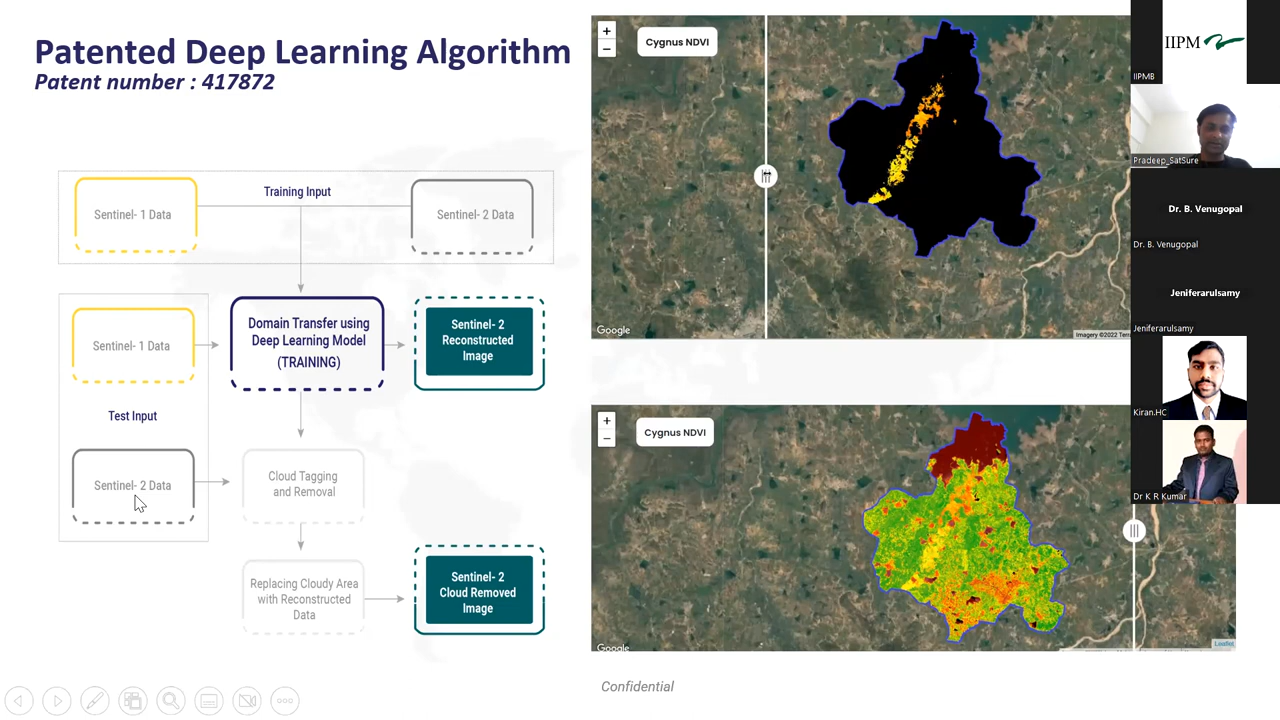 Patented Deep Learning Algorithm
Patent number : 417872
Training Input
Sentinel- 1 Data
Sentinel- 2 Data
Sentinel- 1 Data
Domain Transfer using
Deep Learning Model
(TRAINING)
Sentinel- 2
Reconstructed
Image
Test Input
Sentinel- 2 Data
Cloud Tagging
and Removal
Replacing Cloudy Area
with Reconstructed
Data
Sentinel- 2
Cloud Removed
Image
+
−
Cygnus NDVI
Google
Imagery ©2022
+
−
Cygnus NDVI
Google
Leaflet
Confidential
IIPM
IIPMB
Pradeep_SatSure
Dr. B. Venugopal
Dr. B. Venugopal
Jeniferarulsamy
Jeniferarulsamy
Kiran.HC
Dr K R Kumar